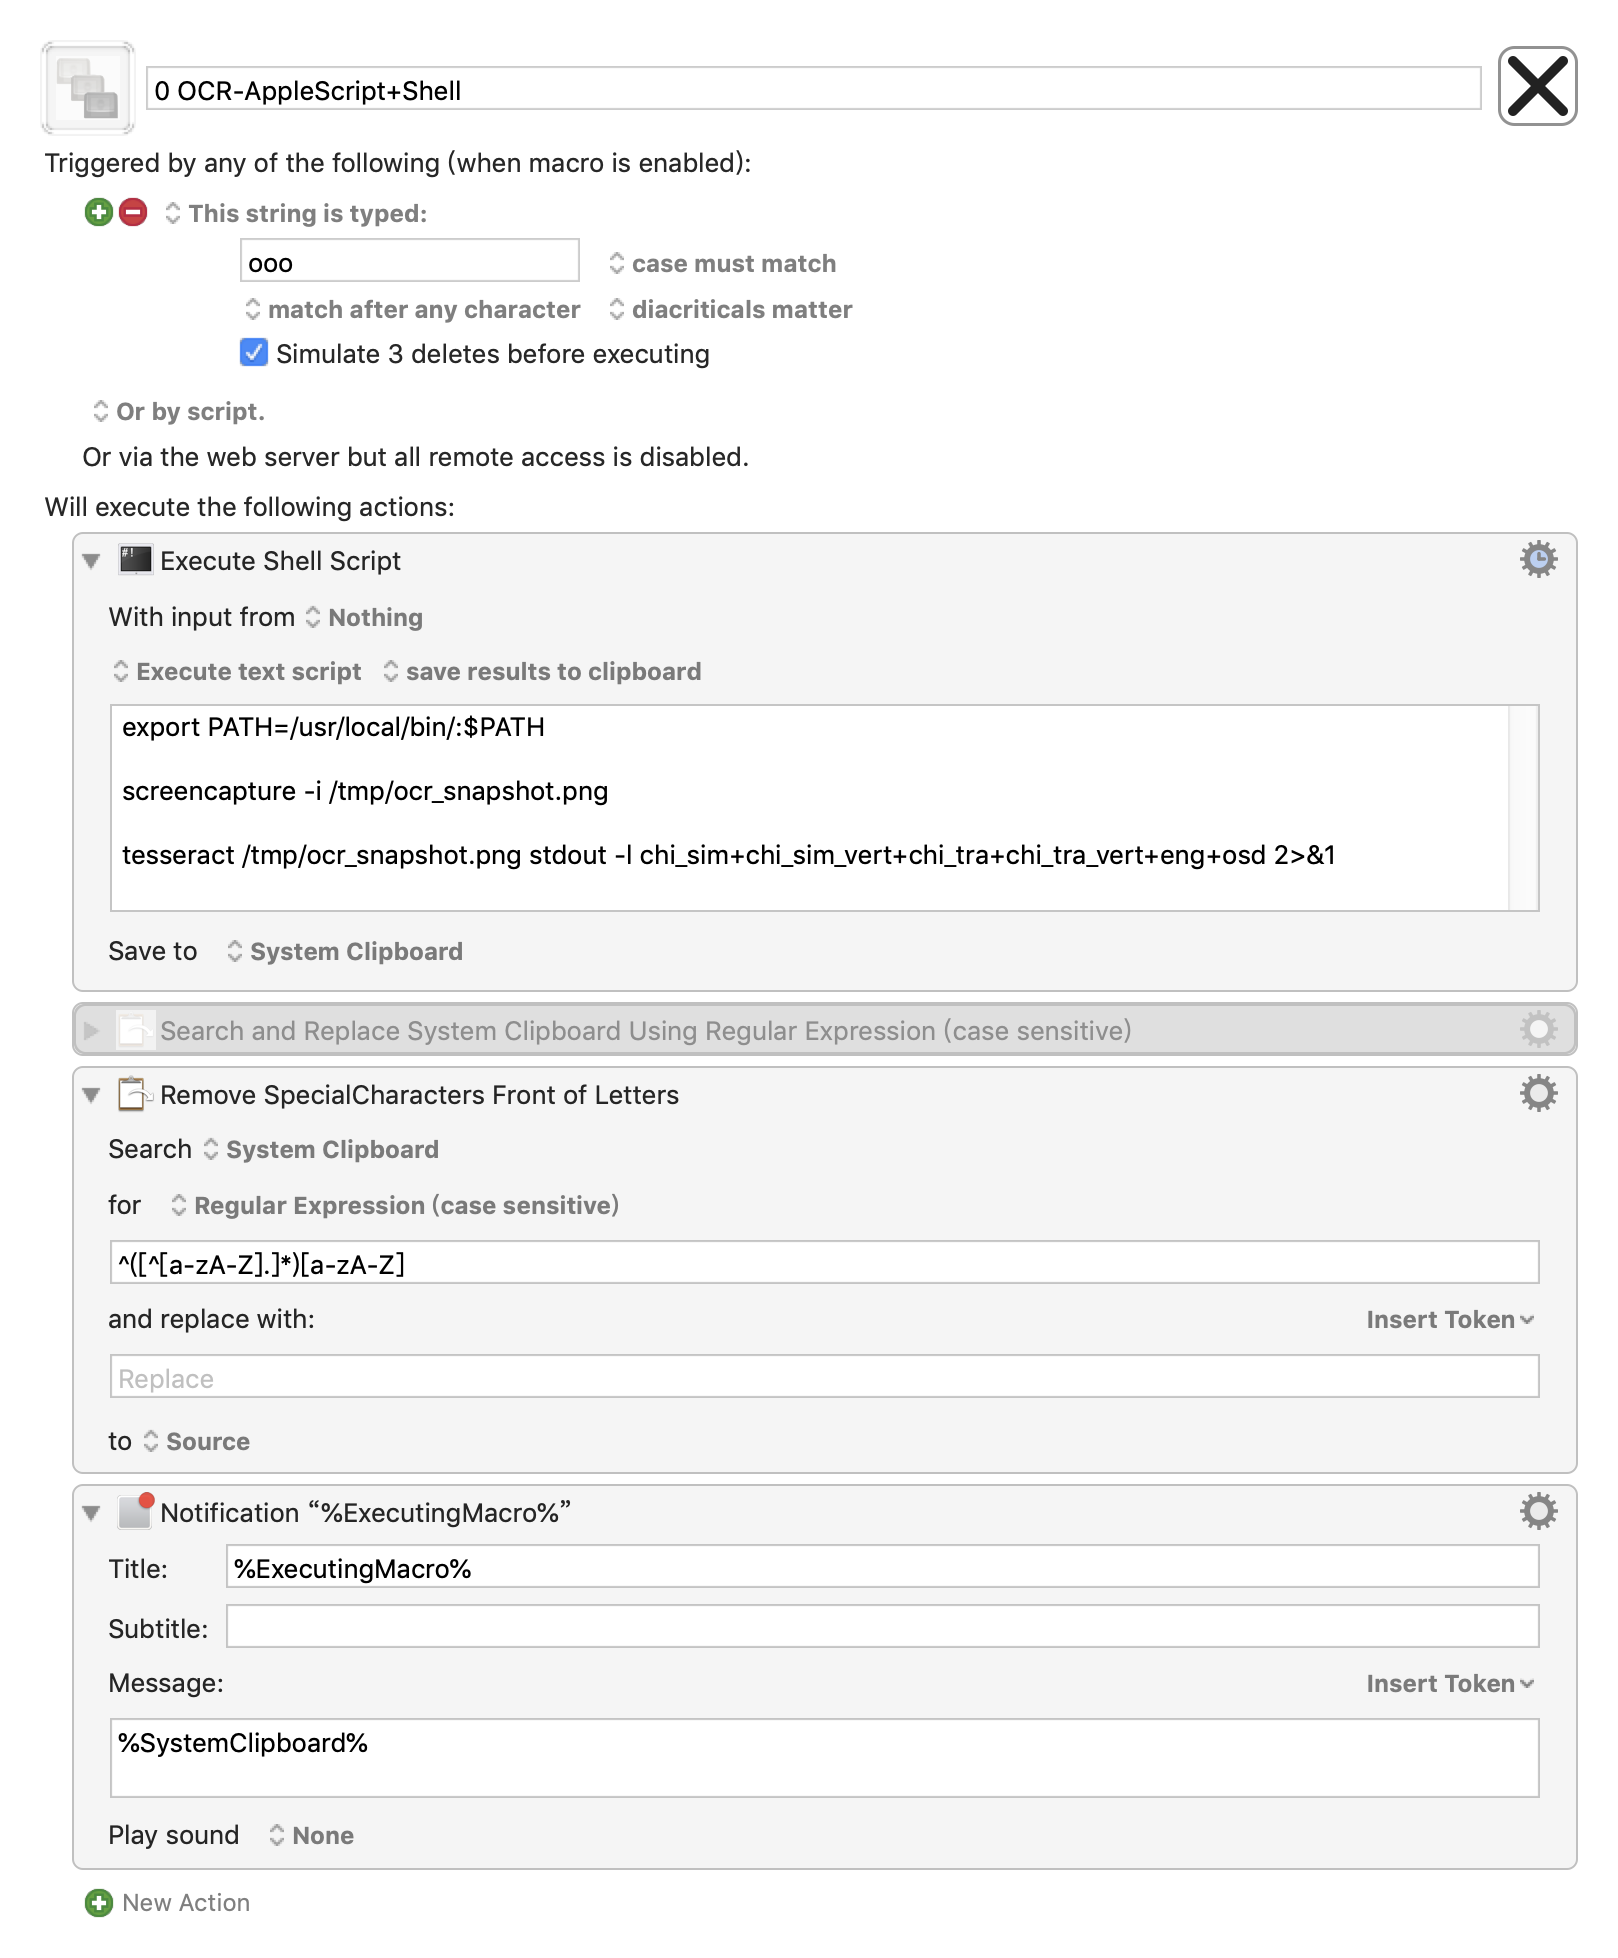 0 OCR-AppleScript+Shell
Triggered by any of the following (when macro is enabled):
This string is typed:
ooo
case must match
match after any character
diacriticals matter
Simulate 3 deletes before executing
Or by script.
Or via the web server but all remote access is disabled.
Will execute the following actions:
#!
Execute Shell Script
With input from Nothing
Execute text script save results to clipboard
export PATH=/usr/local/bin/:$PATH
screencapture -i /tmp/ocr_snapshot.png
tesseract /tmp/ocr_snapshot.png stdout -l chi_sim+chi_sim_vert+chi_tra+chi_tra_vert+eng+osd 2>&1
Save to System Clipboard
Search and Replace System Clipboard Using Regular Expression (case sensitive)
Remove SpecialCharacters Front of Letters
Search System Clipboard
for Regular Expression (case sensitive)
^([^[a-zA-Z].]*)[a-zA-Z]
and replace with:
Insert Token
Replace
to Source
Notification “%ExecutingMacro%”
Title: %ExecutingMacro%
Subtitle:
Message:
Insert Token
%SystemClipboard%
Play sound None
New Action